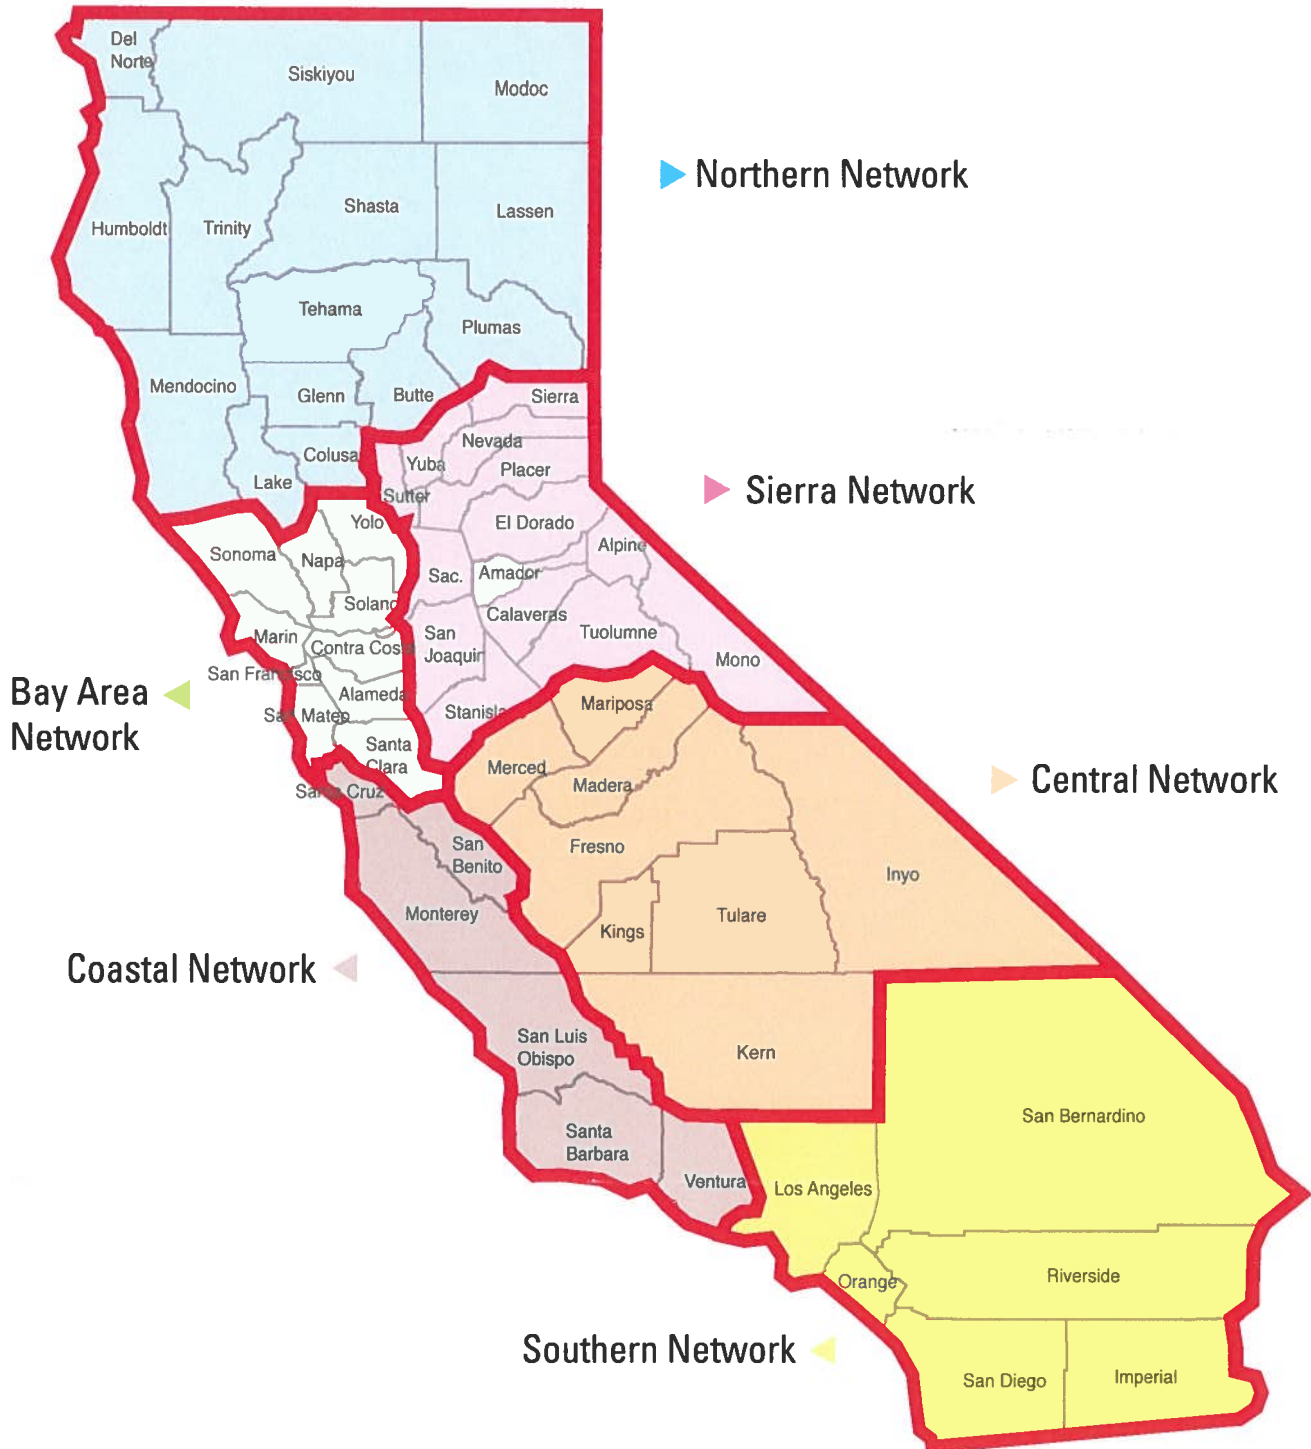 Del
Norte
Siskiyou
Modoc
Northern Network
Humboldt
Trinity
Shasta
Lassen
Tehama
Plumas
Mendocino
Glenn
Butte
Sierra
Colusa
Lake
Nevada
Yuba
Placer
Sutter
Sierra Network
El Dorado
Yolo
Sonoma
Napa
Alpine
Sac.
Amador
Solano
Calaveras
Marin
San
Joaquin
Tuolumne
Contra Cos
Mono
San Francisco
Bay Area
Network
Alameda
San Mateo
Stanisla
Mariposa
Santa
Clara
Merced
Madera
Central Network
Santa Cruz
San
Benito
Fresno
Inyo
Monterey
Kings
Tulare
Coastal Network
San Luis
Obispo
Kern
San Bernardino
Santa
Barbara
Ventura
Los Angeles
Orange
Riverside
Southern Network
San Diego
Imperial